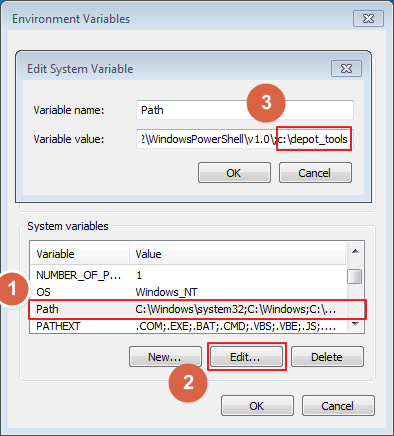 Environment Variables
Edit System Variable
3
Variable name: Path
Variable value: ?\WindowsPowerShell\v1.0\;c:\depot_tools
OK Cancel
System variables
Variable Value
NUMBER_OF_P... 1
1
OS Windows_NT
Path C:\Windows\system32;C:\Windows;C:\...
PATHEXT .COM;.EXE;.BAT;.CMD;.VBS;.VBE;.JS;....
New... Edit... Delete
2
OK Cancel